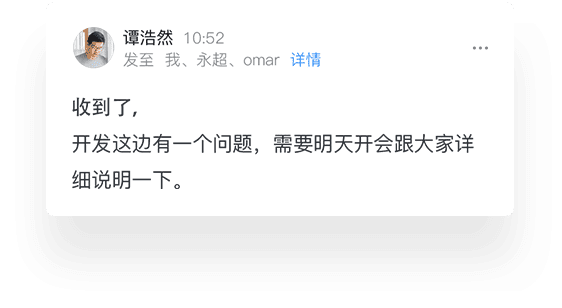 谭浩然 10:52
发至 我、永超、omar 详情
收到了,
开发这边有一个问题，需要明天开会跟大家详
细说明一下。